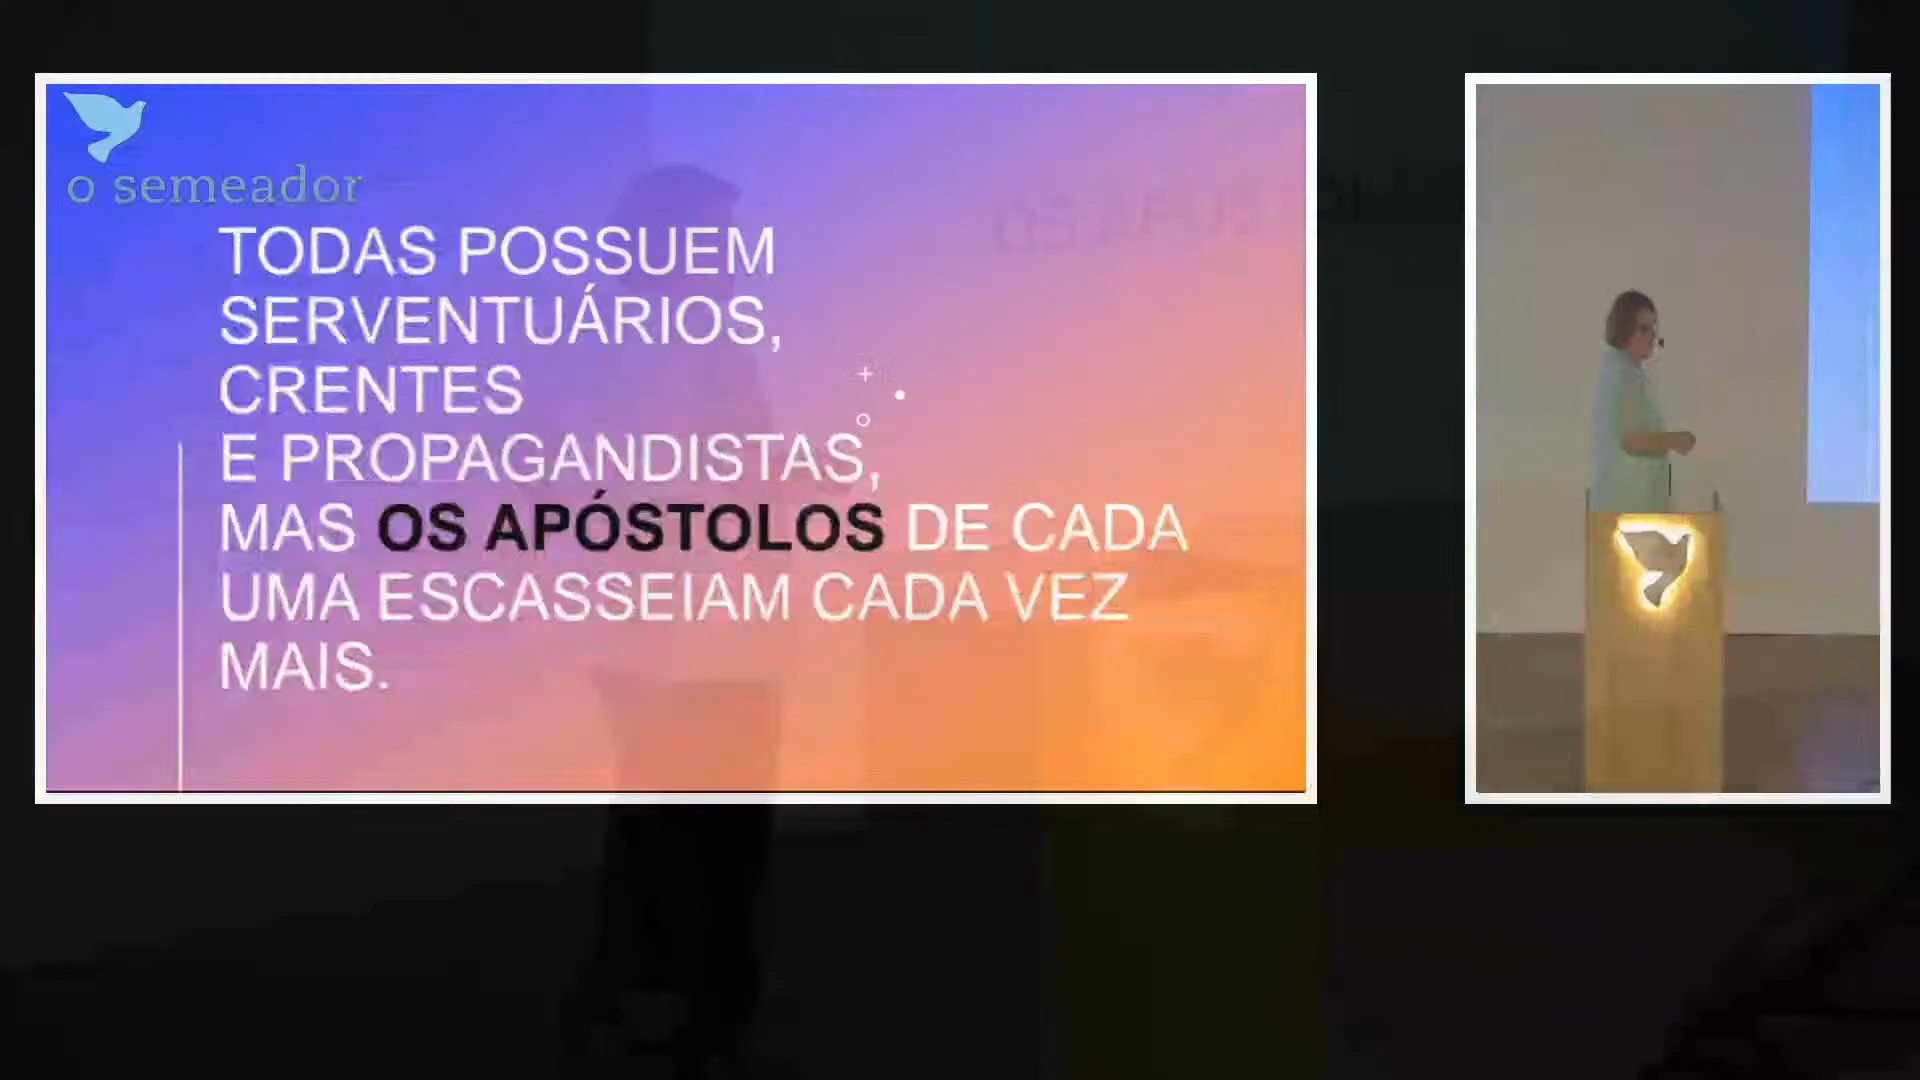 o semeador
TODAS POSSUEM
SERVENTUÁRIOS,
CRENTES
E PROPAGANDISTAS,
MAS OS APÓSTOLOS DE CADA
UMA ESCASSEIAM CADA VEZ
MAIS.